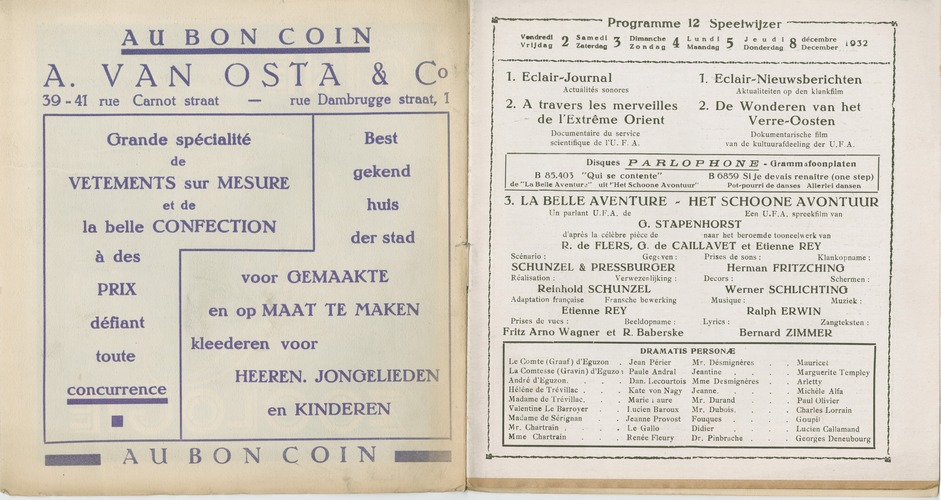 AU BON COIN
A. VAN OSTA & Co
39-41 rue Carnot straat — rue Dambrugge straat, 1
Grande spécialité
de
VETEMENTS sur MESURE
et de
la belle CONFECTION
à des
PRIX
défiant
toute
concurrence
Best
gekend
huis
der stad
voor GEMAAKTE
en op MAAT TE MAKEN
kleederen voor
HEEREN. JONGELIEDEN
en KINDEREN
AU BON COIN
Programme 12 Speelwijzer
Vendredi Vrijdag 2 Samedi Zaterdag 3 Dimanche Zondag 4 Lundi Maandag 5 Jeudi Donderdag 8 décembre December 1932
1. Eclair-Journal
Actualités sonores
2. A travers les merveilles
de l'Extrême Orient
Documentaire du service
scientifique de l'U. F. A.
1. Eclair-Nieuwsberichten
Aktualiteiten op den klankfilm
2. De Wonderen van het
Verre-Oosten
Dokumentarische film
van de kultuurafdeeling der U.F.A.
Disques PARLOPHONE - Grammofoonplaten
B 85.403 "Qui se contente" B 6859 Si je devais renaître (one step)
de "La Belle Aventure" uit "Het Schoone Avontuur" Pot-pourri de danses Allerlei dansen
3. LA BELLE AVENTURE - HET SCHOONE AVONTUUR
Un parlant U.F.A. de Een U.F.A. spreekfilm van
G. STAPENHORST
d'après la célèbre pièce de naar het beroemde tooneelwerk van
R. de FLERS, G. de CAILLAVET et Etienne REY
Scénario : Gegeven : Prises de sons : Klankopname :
SCHUNZEL & PRESSBURGER Herman FRITZCHING
Réalisation : Verwezenlijking : Decors : Schermen :
Reinhold SCHUNZEL Werner SCHLICHTING
Adaptation française Fransche bewerking Musique : Muziek :
Etienne REY Ralph ERWIN
Prises de vues : Beeldopname : Lyrics : Zangteksten :
Fritz Arno Wagner et R. Baberske Bernard ZIMMER
DRAMATIS PERSONÆ
Le Comte (Graaf) d'Eguzon . Jean Périer Mr. Désmignères . . Mauricet
La Comtesse (Gravin) d'Eguzon Paule Andral Jeantine . . . . Marguerite Templey
André d'Eguzon. . . . Dan. Lecourtois Mme Desmignères . . Arletty
Hélène de Trévillac . . . Kate von Nagy Jeanne. . . . . Michèle Alfa
Madame de Trévillac. . . Marie Laure Mr. Durand . . . Paul Olivier
Valentine Le Barroyer . . Lucien Baroux Mr. Dubois. . . . Charles Lorrain
Madame de Sérignan . . Jeanne Provost Fouques . . . . Goupil
Mr. Chartrain . . . . Le Gallo Didier . . . . Lucien Callamand
Mme Chartrain . . . . Renée Fleury Dr. Pinbrache . . . Georges Deneubourg